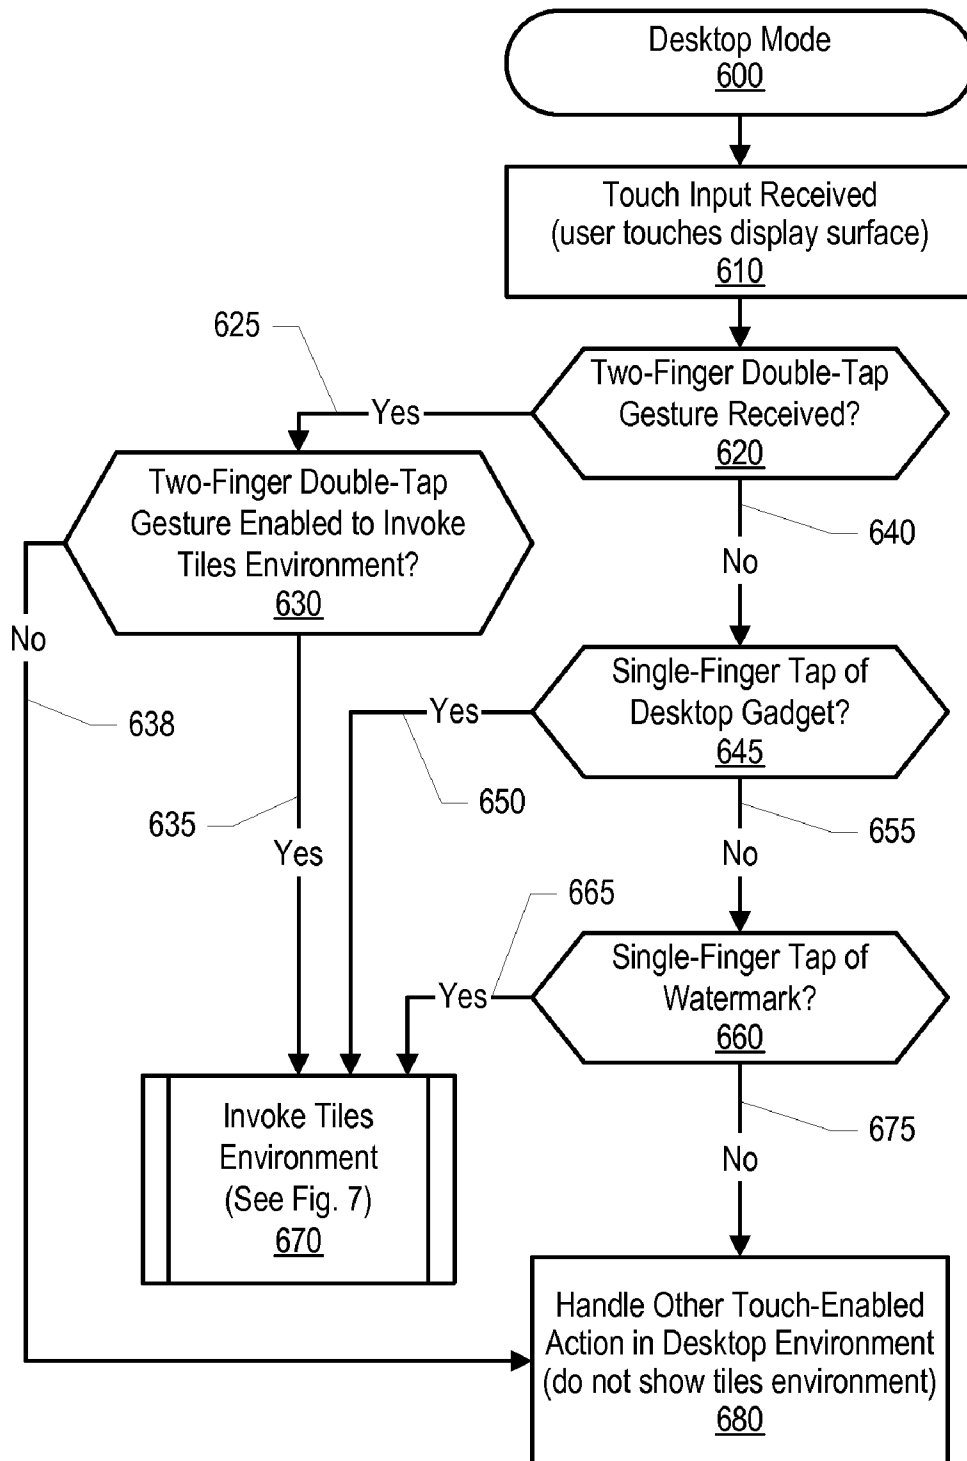 Desktop Mode
600
Touch Input Received
(user touches display surface)
610
625
Yes
Two-Finger Double-Tap
Gesture Received?
620
Two-Finger Double-Tap
Gesture Enabled to Invoke
Tiles Environment?
630
640
No
No
638
Single-Finger Tap of
Desktop Gadget?
645
Yes
650
635
Yes
655
No
665
Yes
Single-Finger Tap of
Watermark?
660
675
No
Invoke Tiles
Environment
(See Fig. 7)
670
Handle Other Touch-Enabled
Action in Desktop Environment
(do not show tiles environment)
680